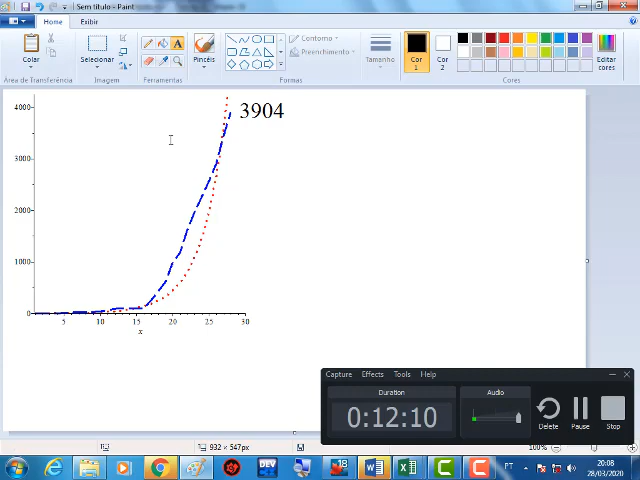 Sem título - Paint
Home Exibir
Colar
Área de Transferência
Selecionar
Imagem
Ferramentas
Pincéis
Contorno
Preenchimento
Formas
Tamanho
Cor 1
Cor 2
Editar cores
Cores
4000
3000
2000
1000
0
5 10 15 20 25 30
x
3904
Capture Effects Tools Help
Duration
0:12:10
Audio
Delete Pause Stop
932 × 547px
100%
DEV
18
PT
20:08
28/03/2020